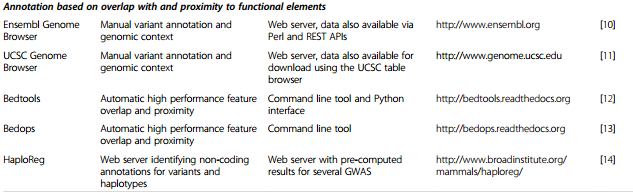 Annotation based on overlap with and proximity to functional elements
Ensembl Genome Manual variant annotation and Web server, data also available via http://www.ensembl.org [10]
Browser genomic context Perl and REST APIs
UCSC Genome Manual variant annotation and Web server, data also available for http://www.genome.ucsc.edu [11]
Browser genomic context download using the UCSC table
browser
Bedtools Automatic high performance feature Command line tool and Python http://bedtools.readthedocs.org [12]
overlap and proximity interface
Bedops Automatic high performance feature Command line tool http://bedops.readthedocs.org [13]
overlap and proximity
HaploReg Web server identifying non-coding Web server with pre-computed http://www.broadinstitute.org/ [14]
annotations for variants and results for several GWAS mammals/haploreg/
haplotypes